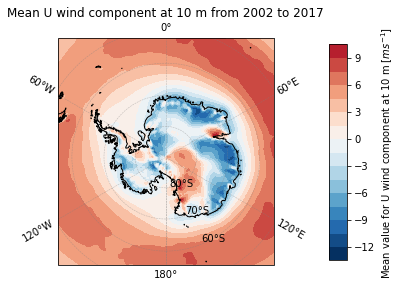 Mean U wind component at 10 m from 2002 to 2017
0°
60°W
60°E
80°S
70°S
60°S
120°W
120°E
180°
9
6
3
0
−3
−6
−9
−12
Mean value for U wind component at 10 m [ms⁻¹]